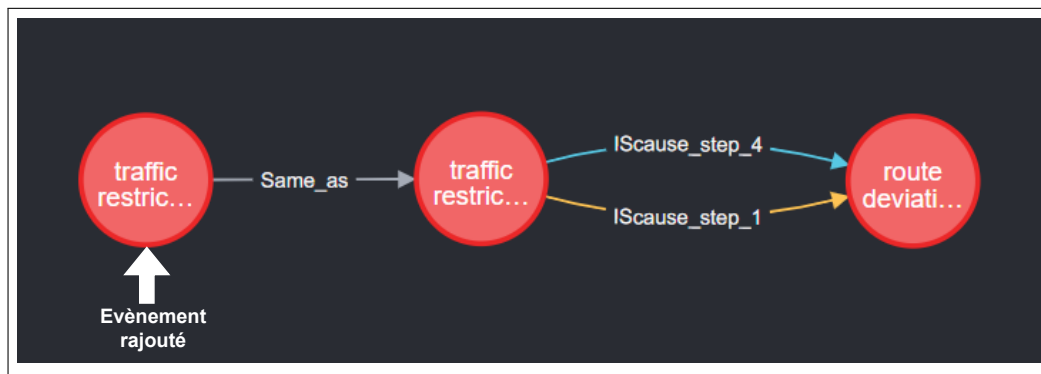 traffic
restric…
Same_as
traffic
restric…
IScause_step_4
IScause_step_1
route
deviati…
Evènement
rajouté